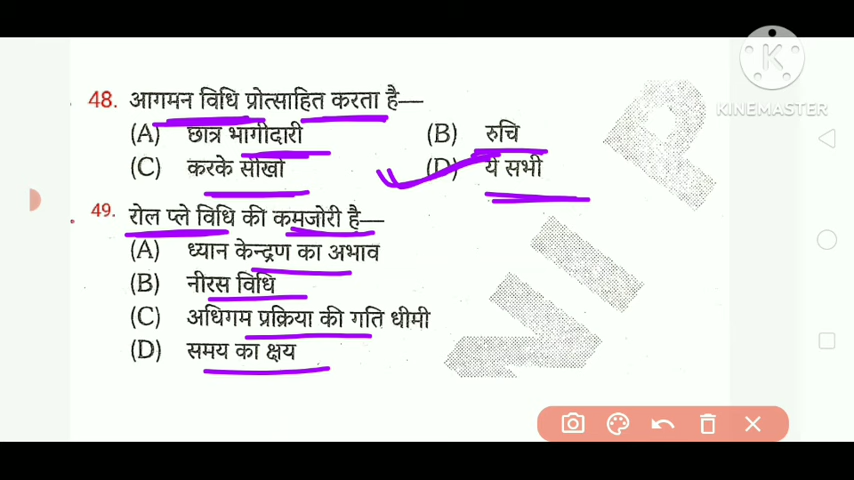 KINEMASTER
48. आगमन विधि प्रोत्साहित करता है—
(A) छात्र भागीदारी (B) रुचि
(C) करके सीखो (D) ये सभी
49. रोल प्ले विधि की कमजोरी है—
(A) ध्यान केन्द्रण का अभाव
(B) नीरस विधि
(C) अधिगम प्रक्रिया की गति धीमी
(D) समय का क्षय